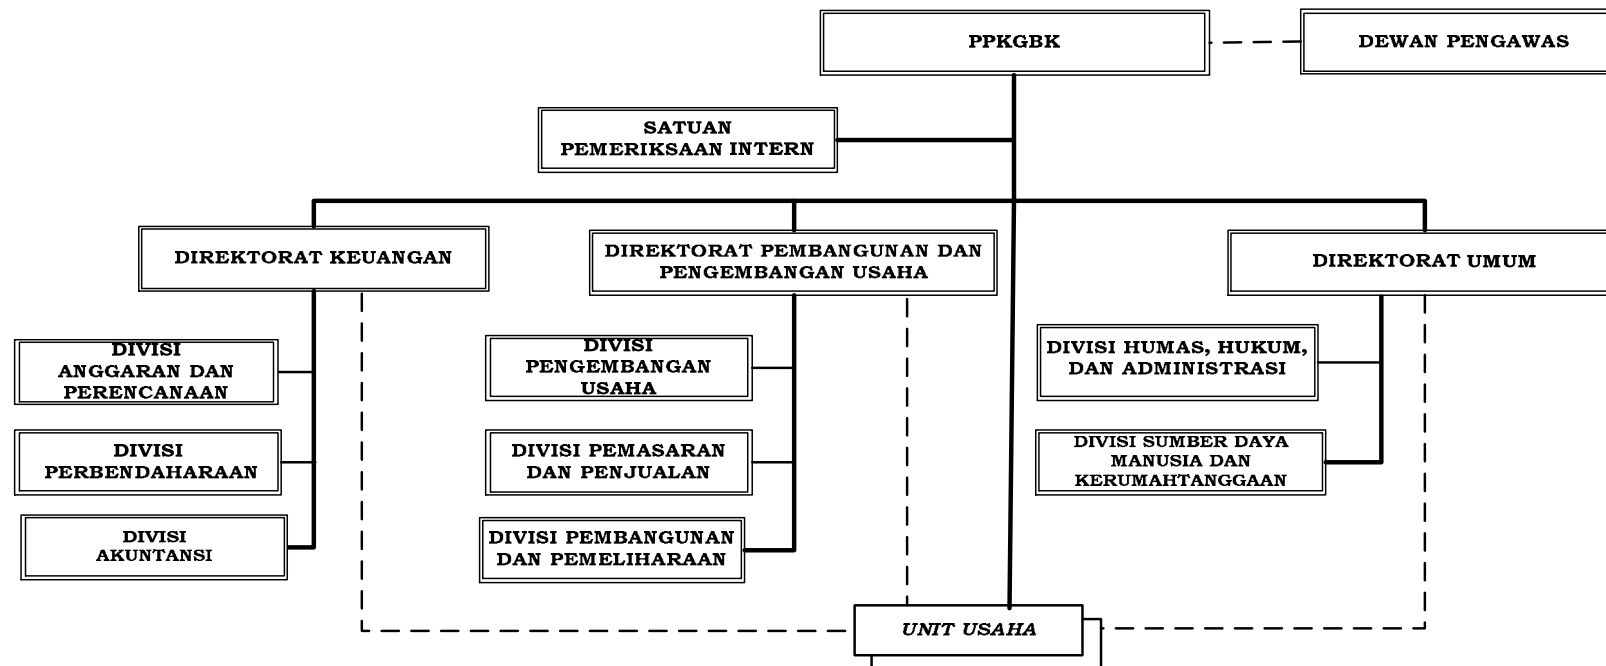 PPKGBK
DEWAN PENGAWAS
SATUAN
PEMERIKSAAN INTERN
DIREKTORAT KEUANGAN
DIREKTORAT PEMBANGUNAN DAN
PENGEMBANGAN USAHA
DIREKTORAT UMUM
DIVISI
ANGGARAN DAN
PERENCANAAN
DIVISI
PERBENDAHARAAN
DIVISI
AKUNTANSI
DIVISI
PENGEMBANGAN
USAHA
DIVISI PEMASARAN
DAN PENJUALAN
DIVISI PEMBANGUNAN
DAN PEMELIHARAAN
DIVISI HUMAS, HUKUM,
DAN ADMINISTRASI
DIVISI SUMBER DAYA
MANUSIA DAN
KERUMAHTANGGAAN
UNIT USAHA